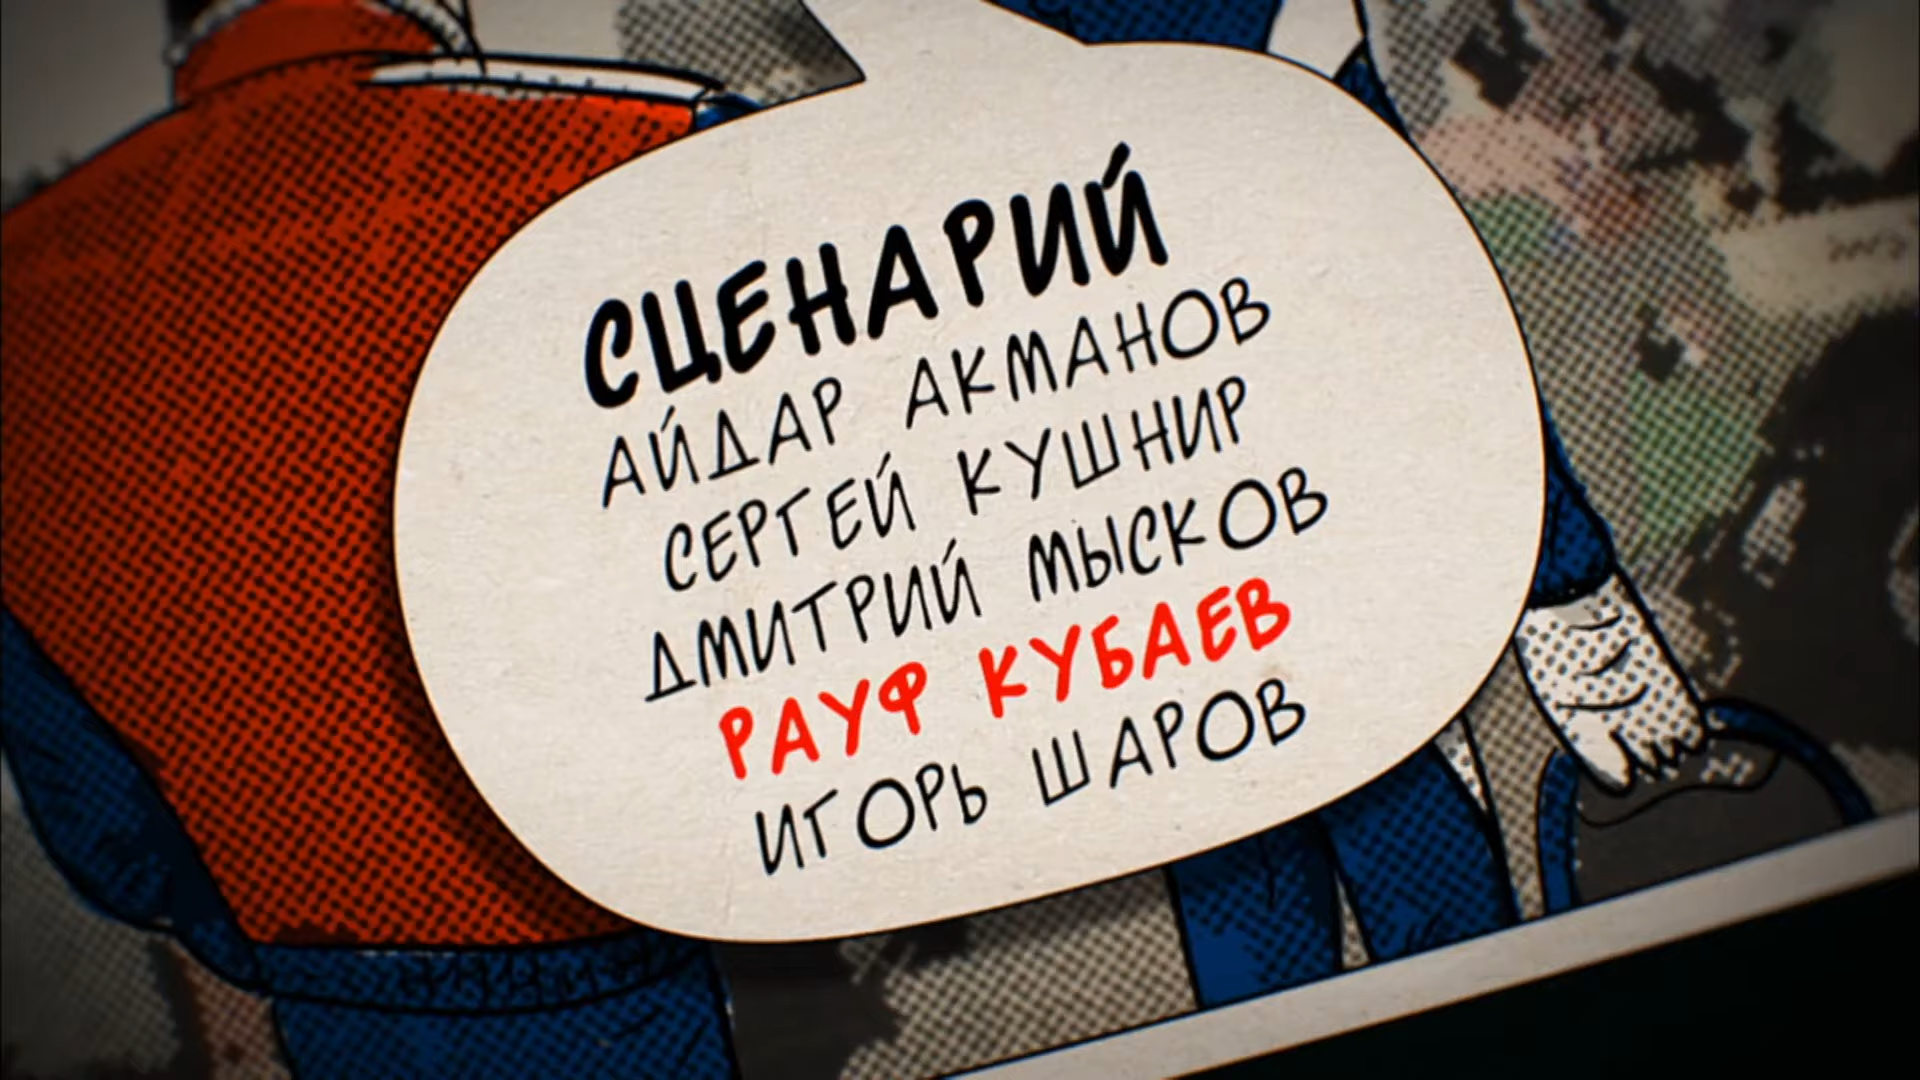 СЦЕНАРИЙ
АЙДАР АКМАНОВ
СЕРГЕЙ КУШНИР
ДМИТРИЙ МЫСКОВ
РАУФ КУБАЕВ
ИГОРЬ ШАРОВ